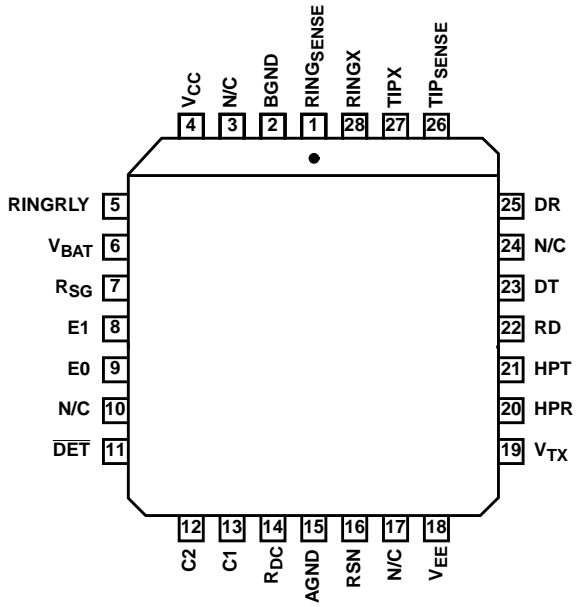 VCC N/C BGND RINGSENSE RINGX TIPX TIPSENSE
4 3 2 1 28 27 26
RINGRLY 5 25 DR
VBAT 6 24 N/C
RSG 7 23 DT
E1 8 22 RD
E0 9 21 HPT
N/C 10 20 HPR
DET 11 19 VTX
12 13 14 15 16 17 18
C2 C1 RDC AGND RSN N/C VEE